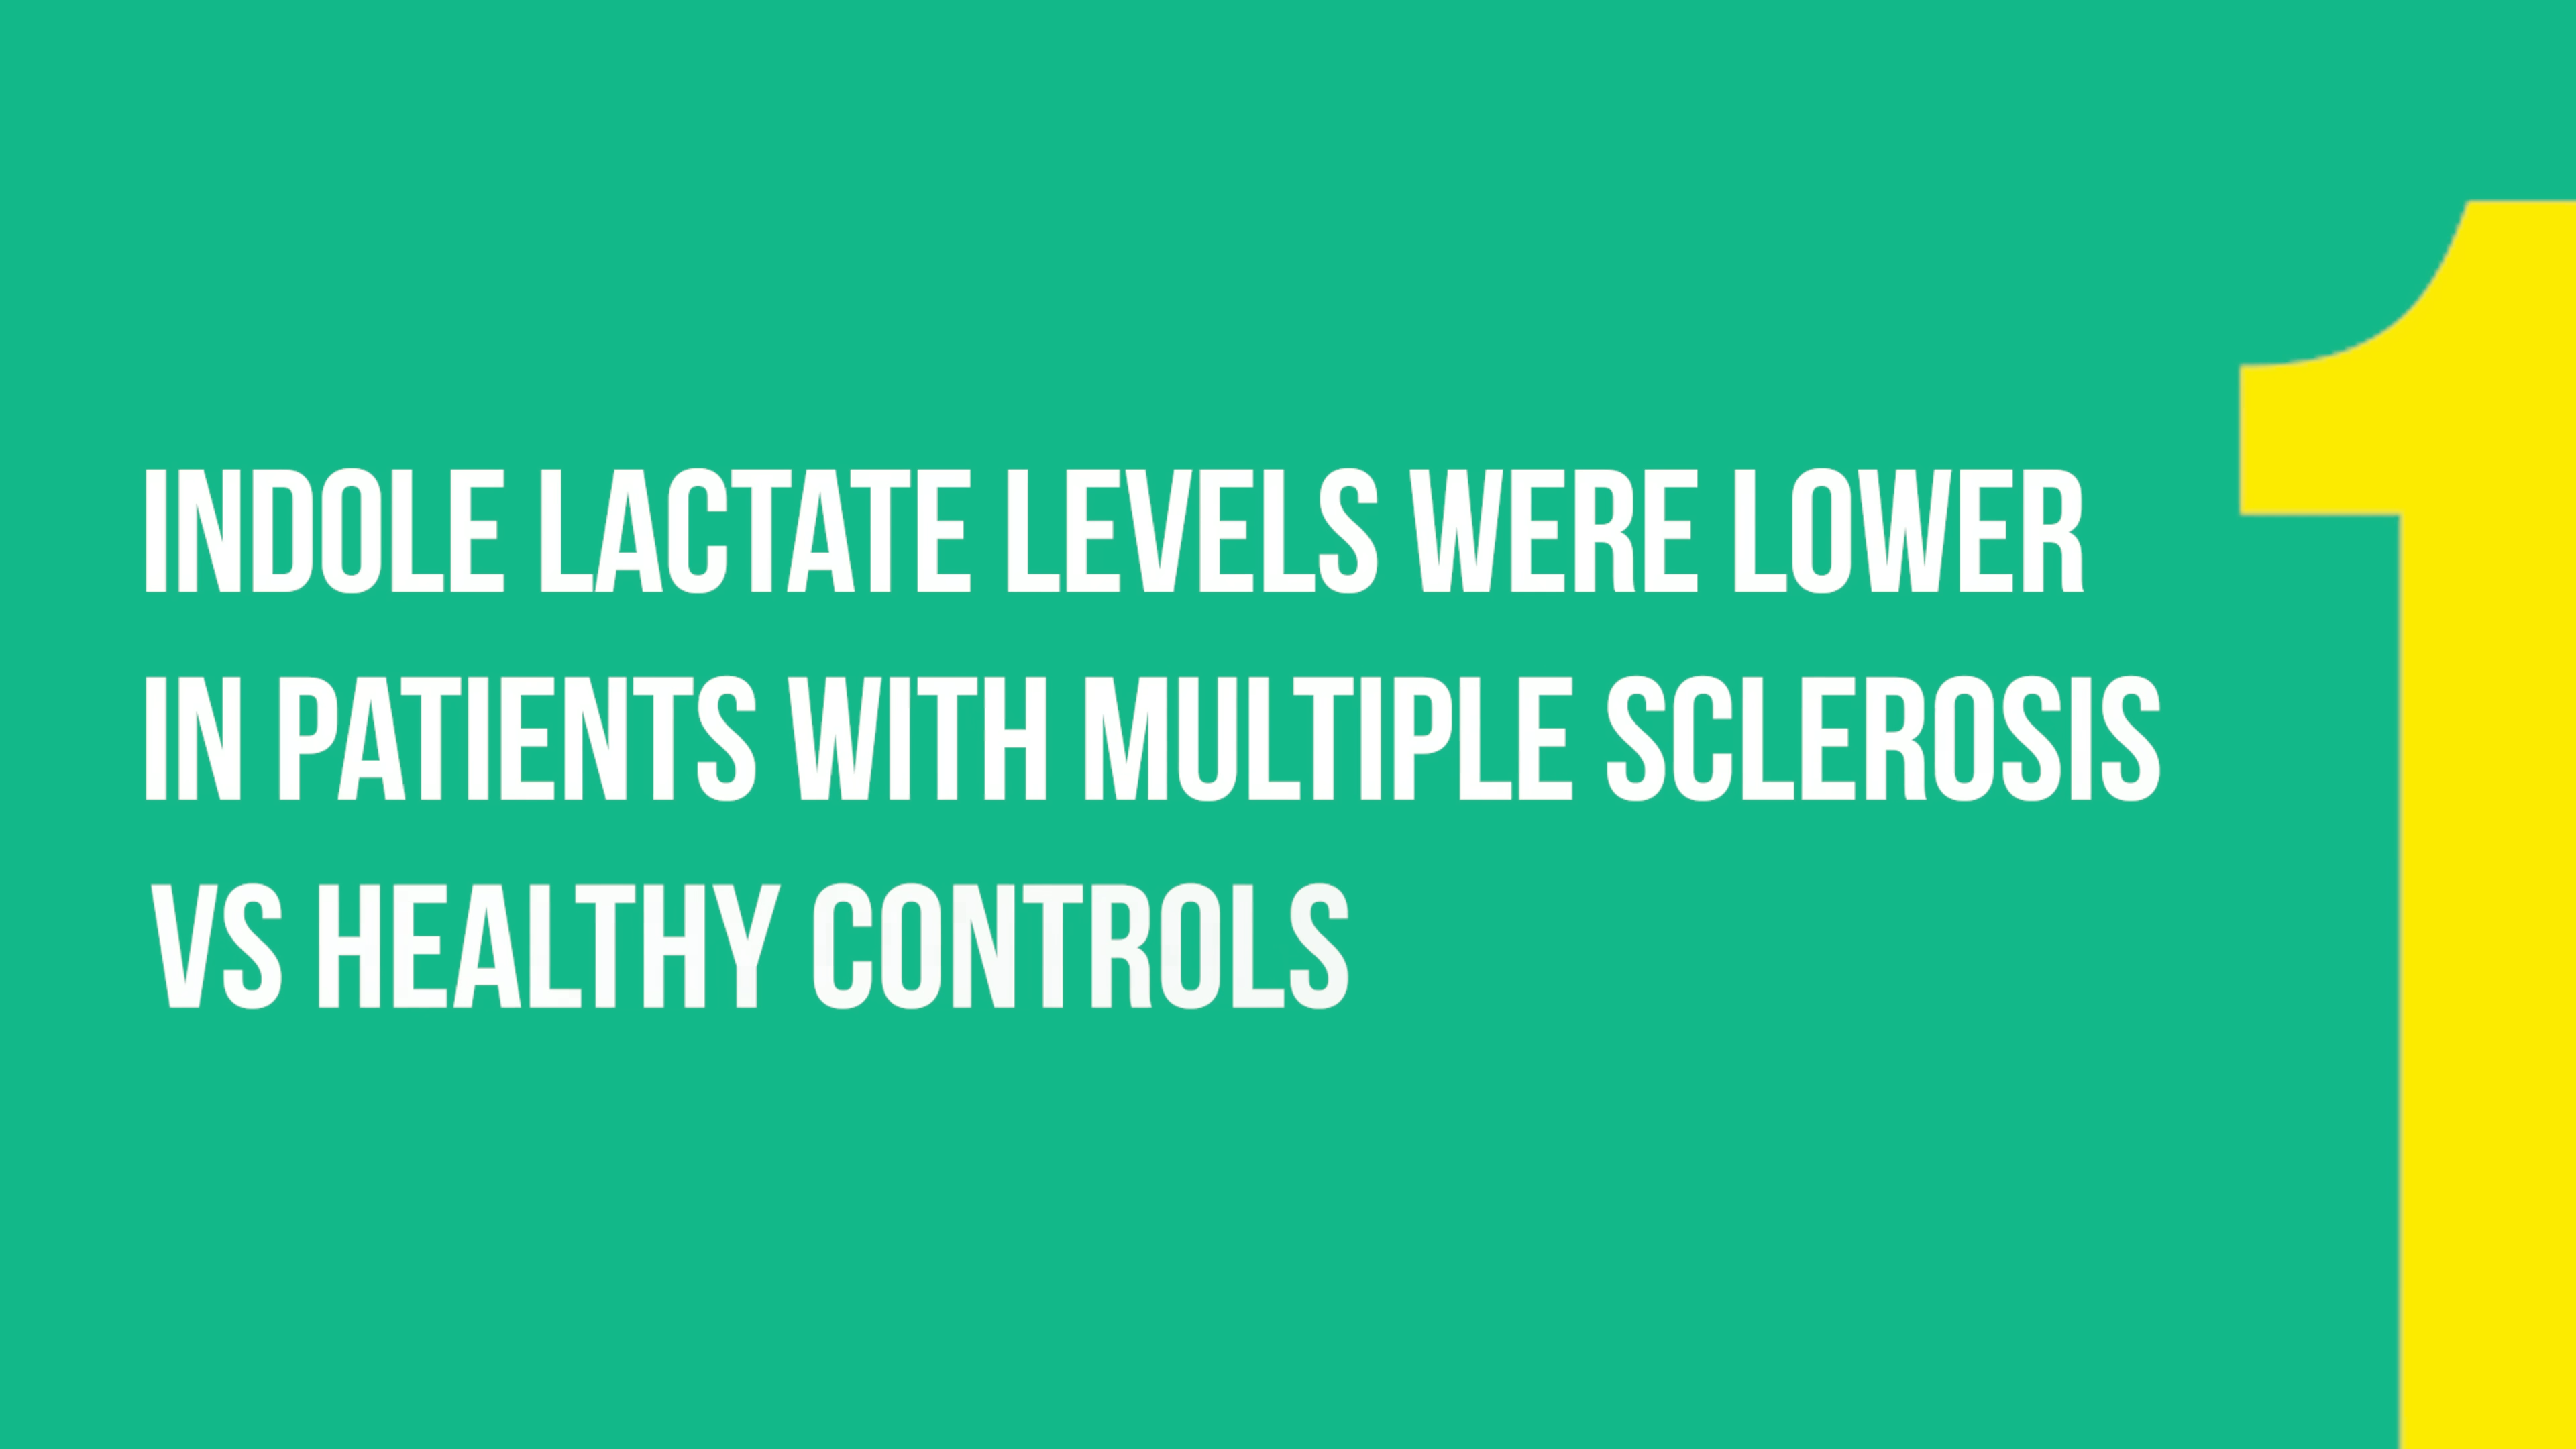 INDOLE LACTATE LEVELS WERE LOWER
IN PATIENTS WITH MULTIPLE SCLEROSIS
VS HEALTHY CONTROLS
1